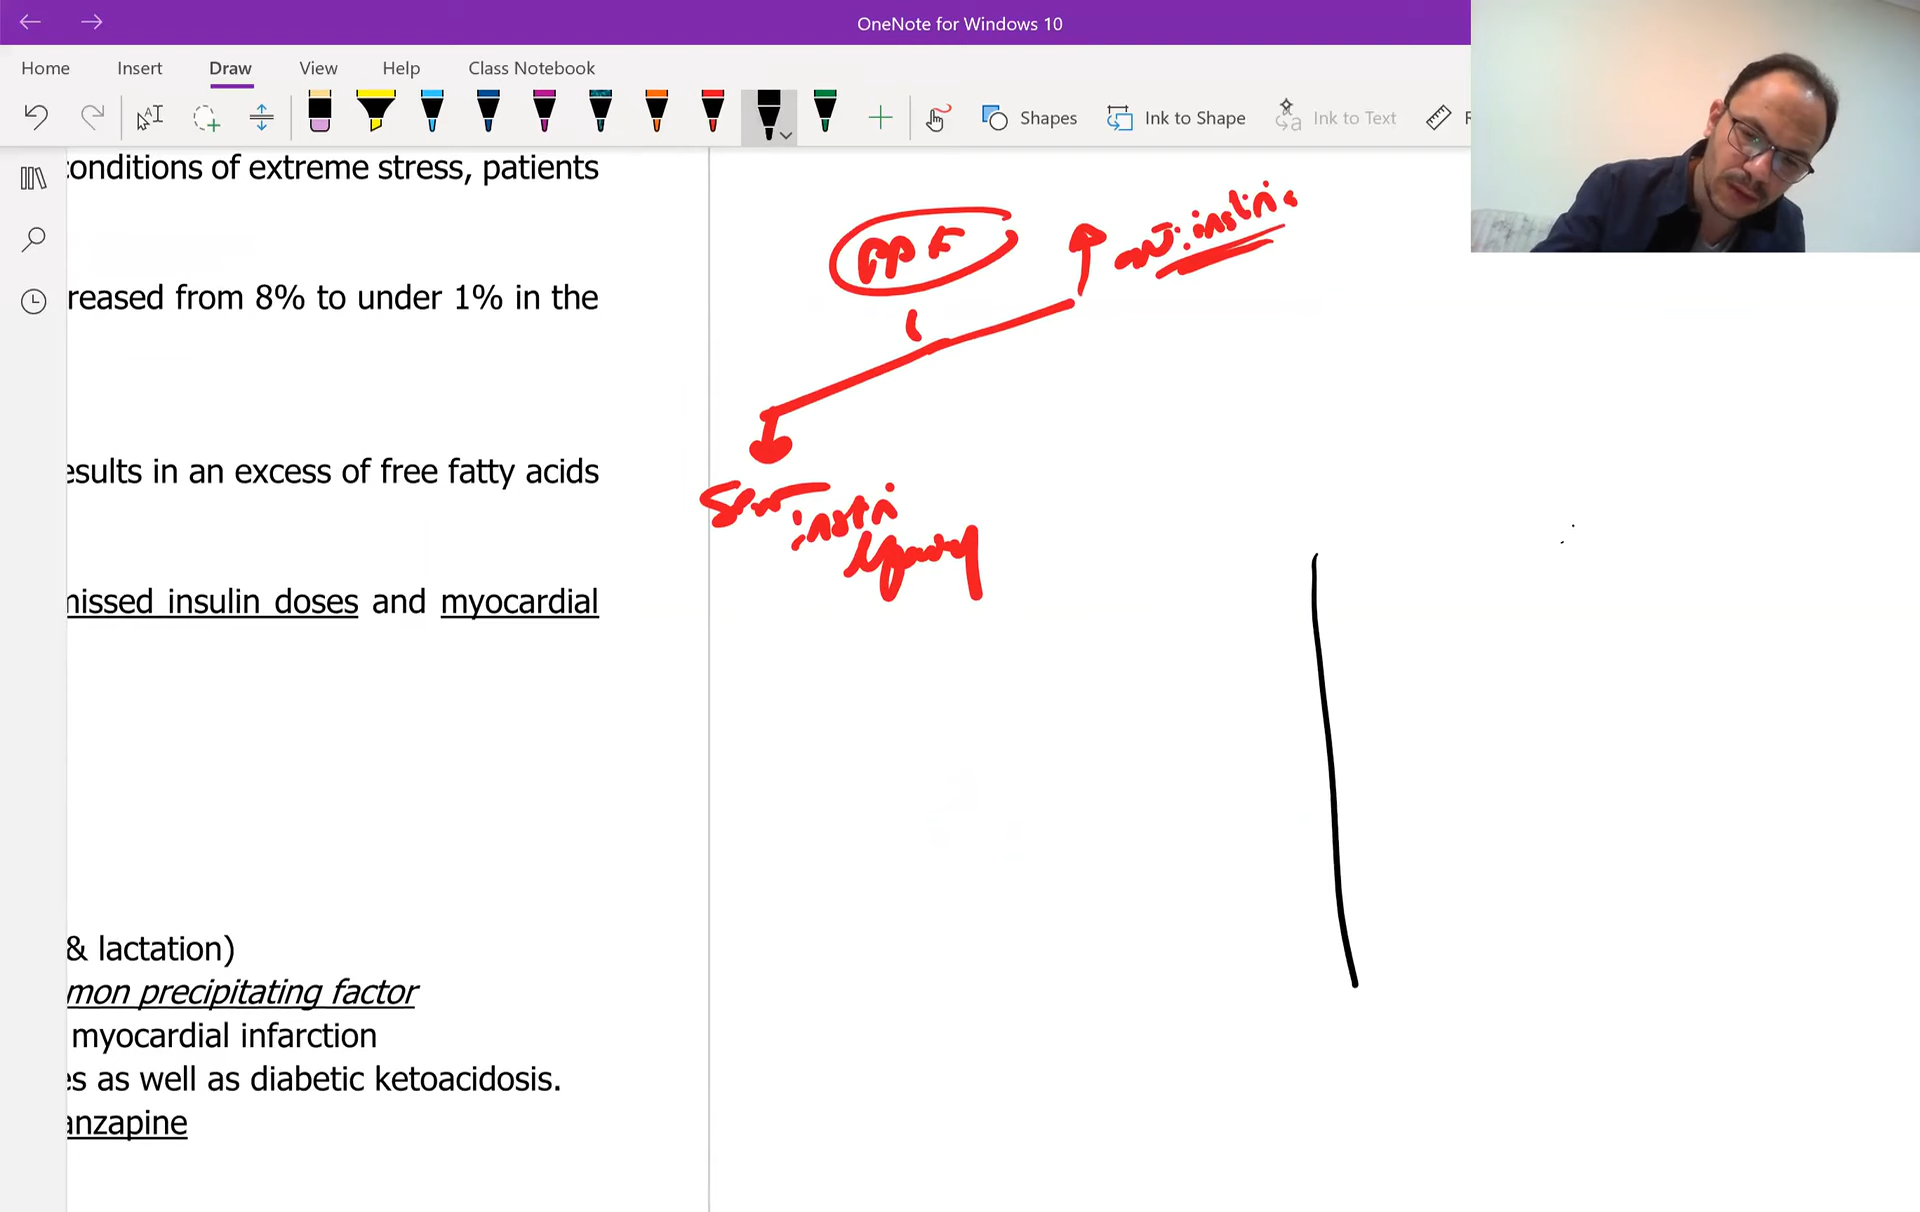 OneNote for Windows 10
Home Insert Draw View Help Class Notebook
Shapes Ink to Shape Ink to Text R
onditions of extreme stress, patients
reased from 8% to under 1% in the
esults in an excess of free fatty acids
missed insulin doses and myocardial
& lactation)
mon precipitating factor
myocardial infarction
es as well as diabetic ketoacidosis.
anzapine
PPF